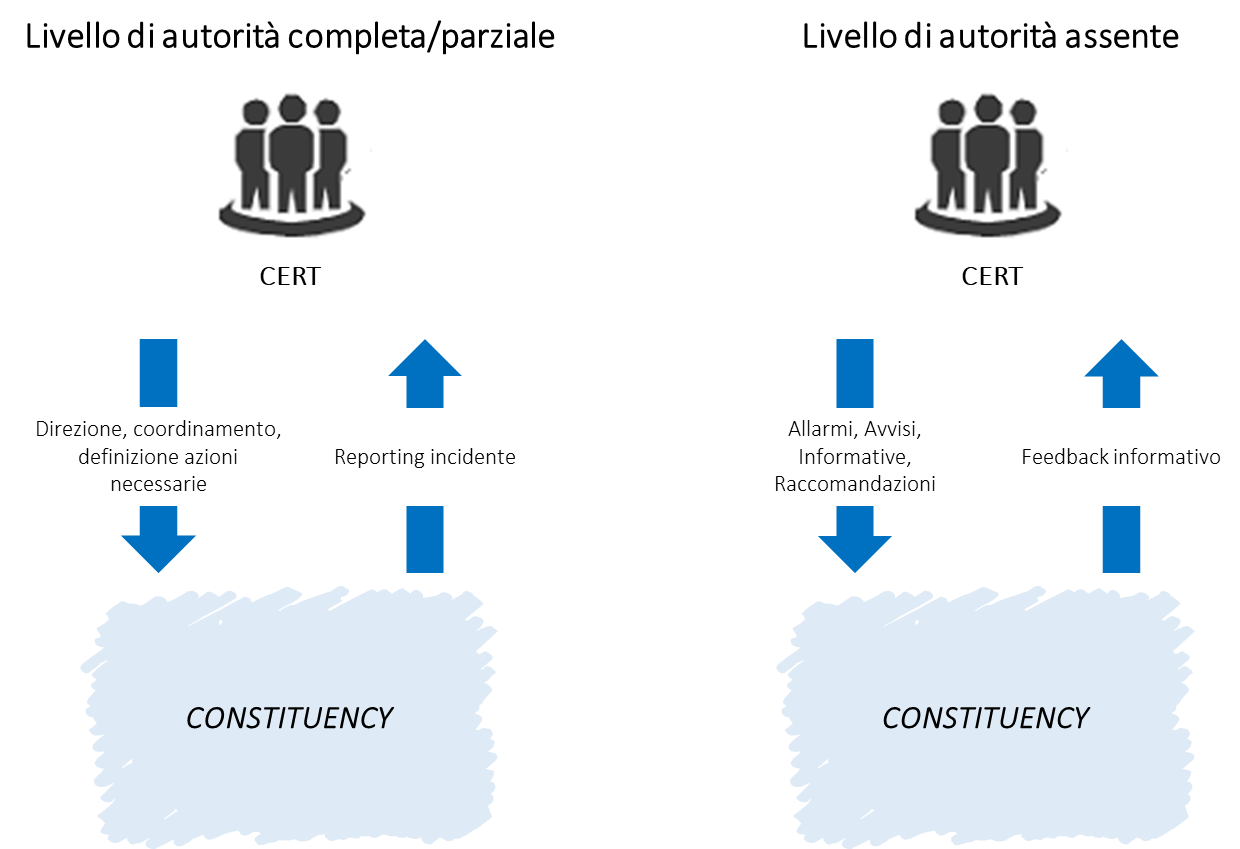 Livello di autorità completa/parziale
CERT
Direzione, coordinamento,
definizione azioni
necessarie
Reporting incidente
CONSTITUENCY
Livello di autorità assente
CERT
Allarmi, Avvisi,
Informative,
Raccomandazioni
Feedback informativo
CONSTITUENCY